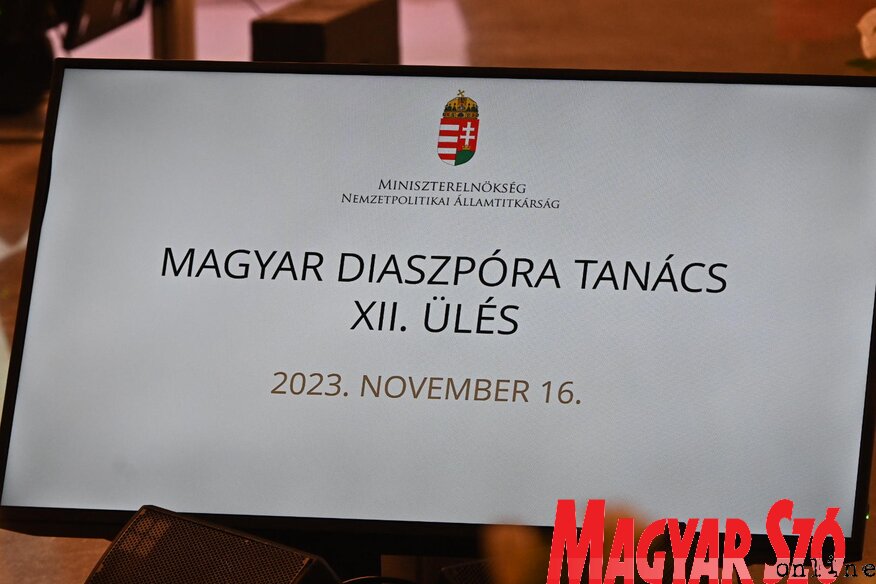 MINISZTERELNÖKSÉG
NEMZETPOLITIKAI ÁLLAMTITKÁRSÁG
MAGYAR DIASZPÓRA TANÁCS
XII. ÜLÉS
2023. NOVEMBER 16.
MAGYAR SZÓ
online